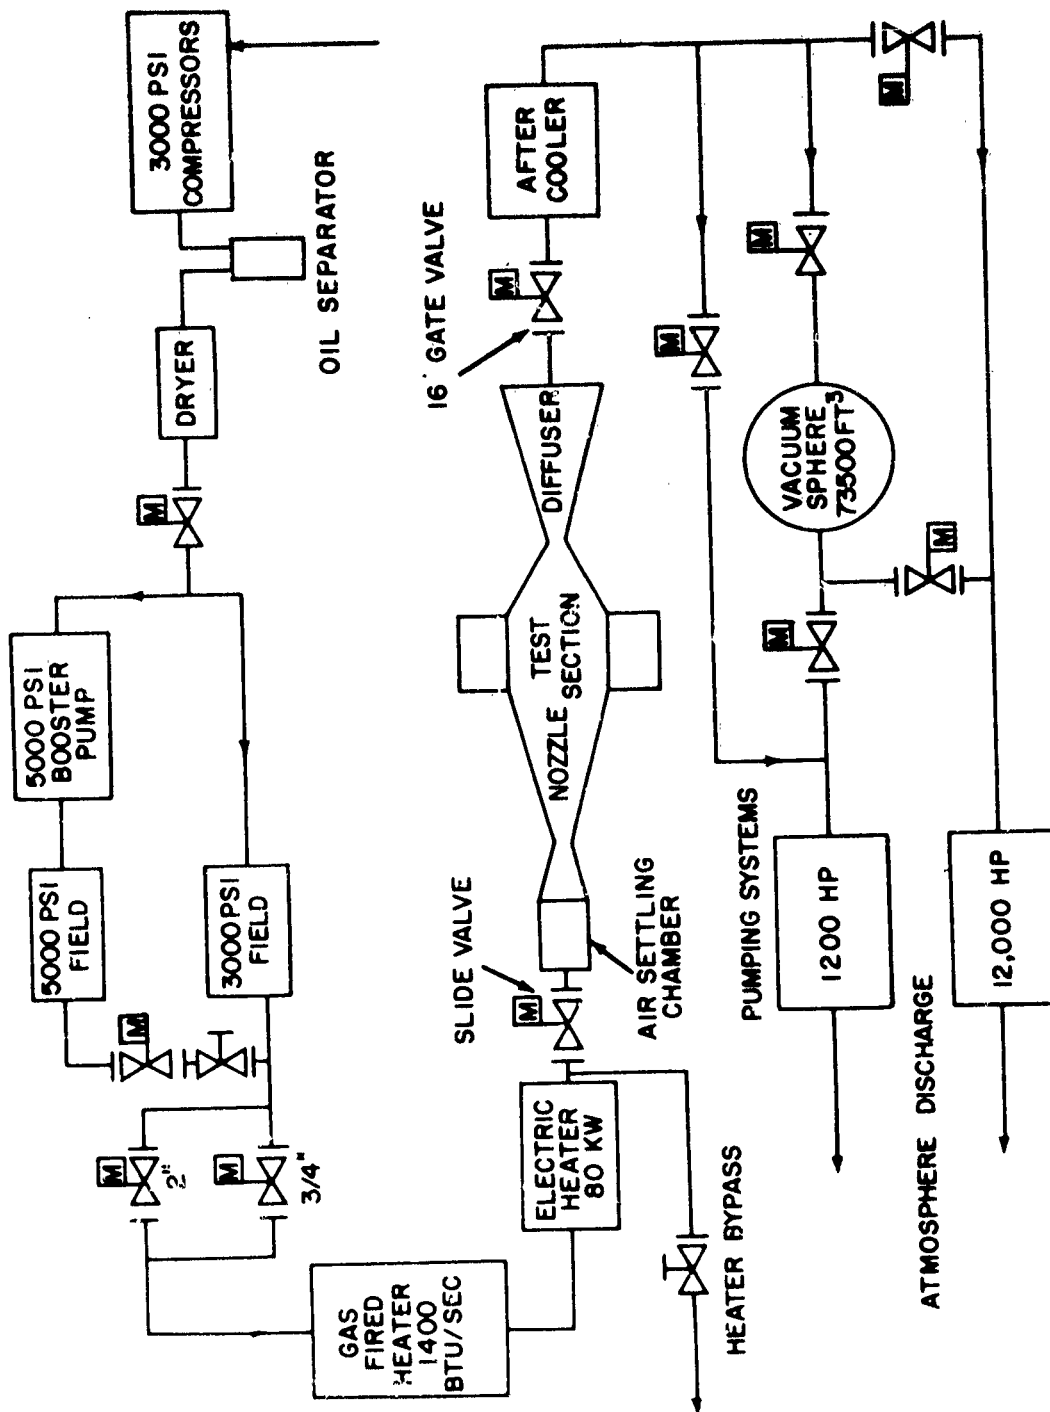 3000 PSI
COMPRESSORS
OIL SEPARATOR
DRYER
M
5000 PSI
BOOSTER
PUMP
5000 PSI
FIELD
3000 PSI
FIELD
M
M
2"
M
3/4"
GAS
FIRED
HEATER
1400
BTU/SEC
ELECTRIC
HEATER
80 KW
HEATER BYPASS
SLIDE VALVE
M
AIR SETTLING
CHAMBER
NOZZLE
TEST
SECTION
DIFFUSER
16' GATE VALVE
M
AFTER
COOLER
M
M
M
VACUUM
SPHERE
73500 FT³
M
M
PUMPING SYSTEMS
1200 HP
12,000 HP
ATMOSPHERE DISCHARGE